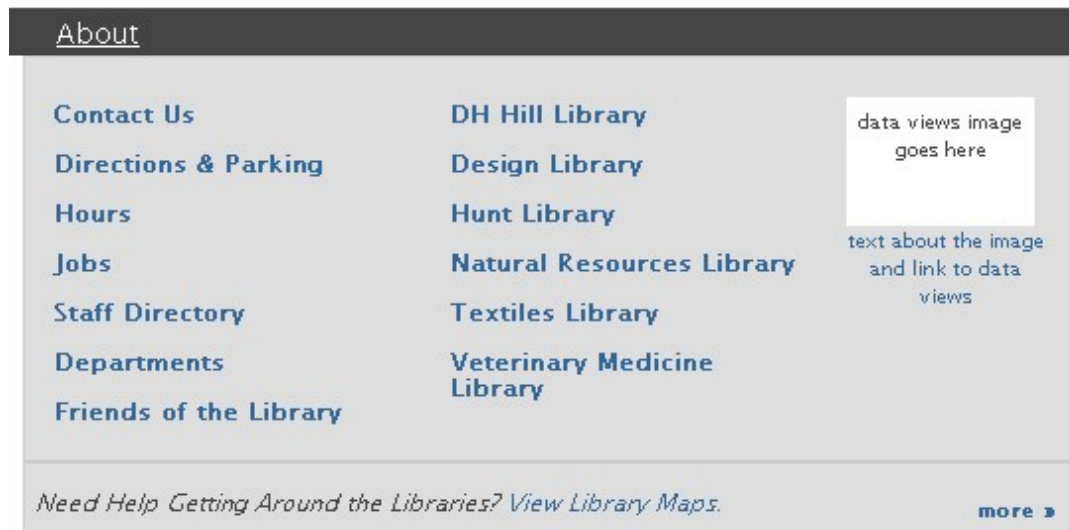 About
Contact Us
Directions & Parking
Hours
Jobs
Staff Directory
Departments
Friends of the Library
DH Hill Library
Design Library
Hunt Library
Natural Resources Library
Textiles Library
Veterinary Medicine
Library
data views image
goes here
text about the image
and link to data
views
Need Help Getting Around the Libraries? View Library Maps.
more »